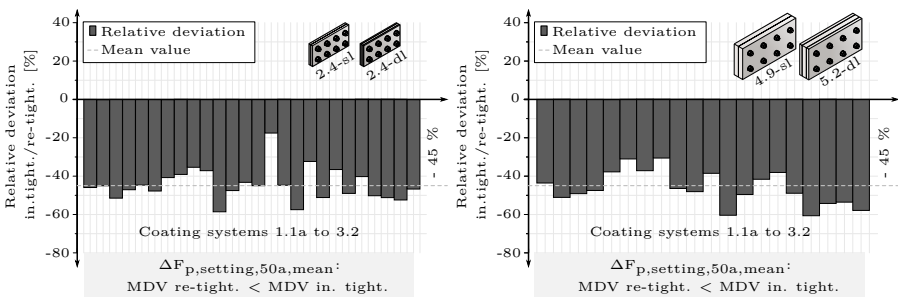 40
20
0
-20
-40
-60
-80
Relative deviation
in.tight./re-tight. [%]
Relative deviation
Mean value
2.4-sl
2.4-dl
- 45 %
Coating systems 1.1a to 3.2
ΔFp,setting,50a,mean:
MDV re-tight. < MDV in. tight.
40
20
0
-20
-40
-60
-80
Relative deviation
in.tight./re-tight. [%]
Relative deviation
Mean value
4.9-sl
5.2-dl
- 45 %
Coating systems 1.1a to 3.2
ΔFp,setting,50a,mean:
MDV re-tight. < MDV in. tight.